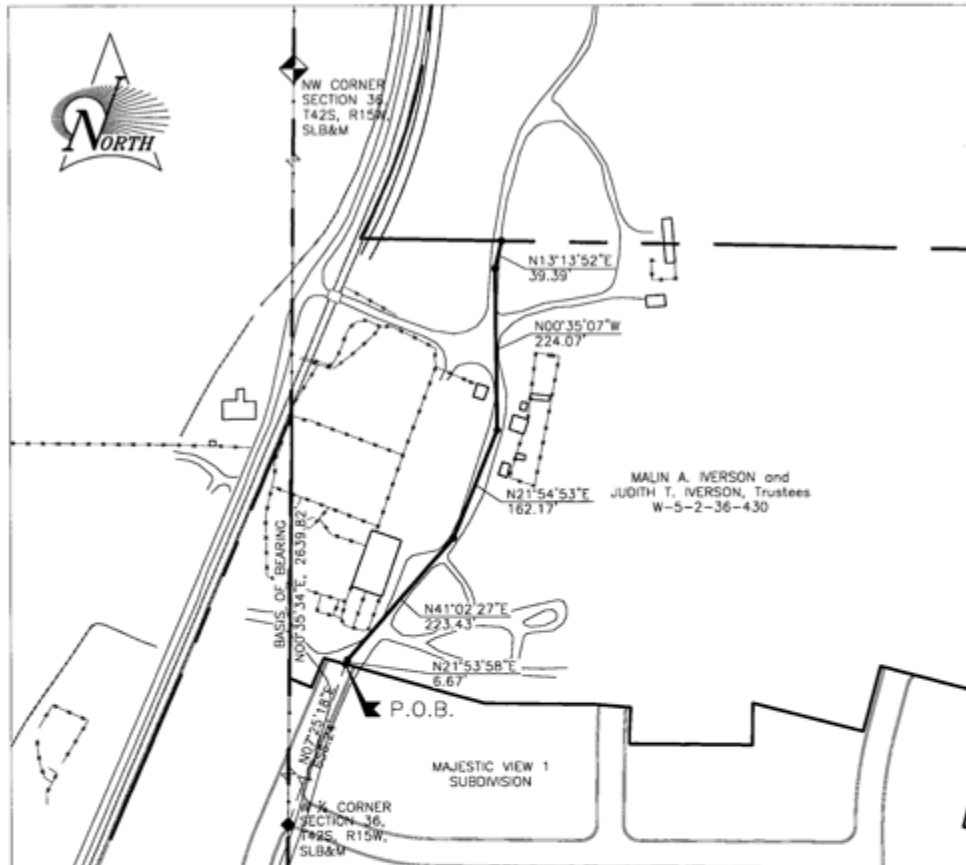 NORTH
NW CORNER
SECTION 36,
T42S, R15W,
SLB&M
N13°13'52"E
39.39'
N00°35'07"W
224.07'
MALIN A. IVERSON and
JUDITH T. IVERSON, Trustees
W-5-2-36-430
N21°54'53"E
162.17'
BASIS OF BEARING
N00°35'34"E, 2639.82'
N41°02'27"E
223.43'
N21°53'58"E
6.67'
P.O.B.
N07°25'18"E
MAJESTIC VIEW 1
SUBDIVISION
CORNER
SECTION 36,
T42S, R15W,
SLB&M